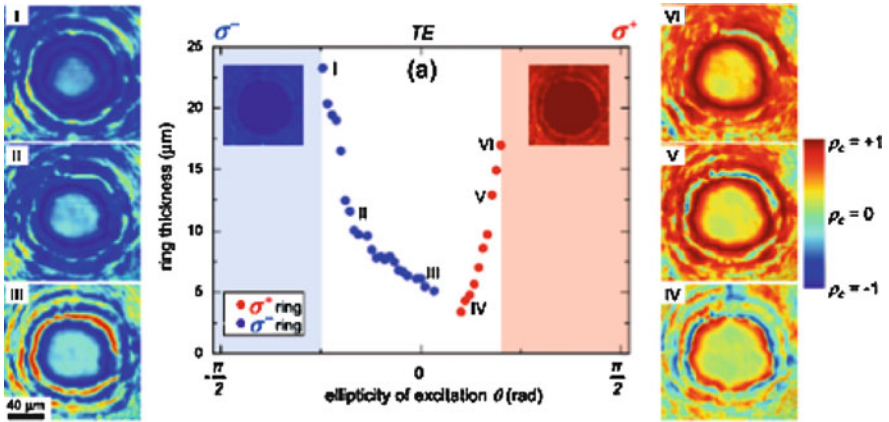 I
II
III
40 μm
σ⁻
TE
σ⁺
(a)
ring thickness (μm)
25
20
15
10
5
0
I
II
III
IV
V
VI
σ⁺ ring
σ⁻ ring
-π/2
0
π/2
ellipticity of excitation θ (rad)
VI
V
IV
ρc = +1
ρc = 0
ρc = -1